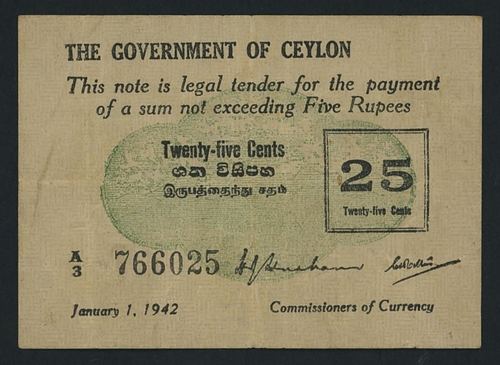 THE GOVERNMENT OF CEYLON
This note is legal tender for the payment
of a sum not exceeding Five Rupees
Twenty-five Cents
ශත විසිපහ
இருபத்தைந்து சதம்
25
Twenty-five Cents
A/3 766025
January 1, 1942
Commissioners of Currency